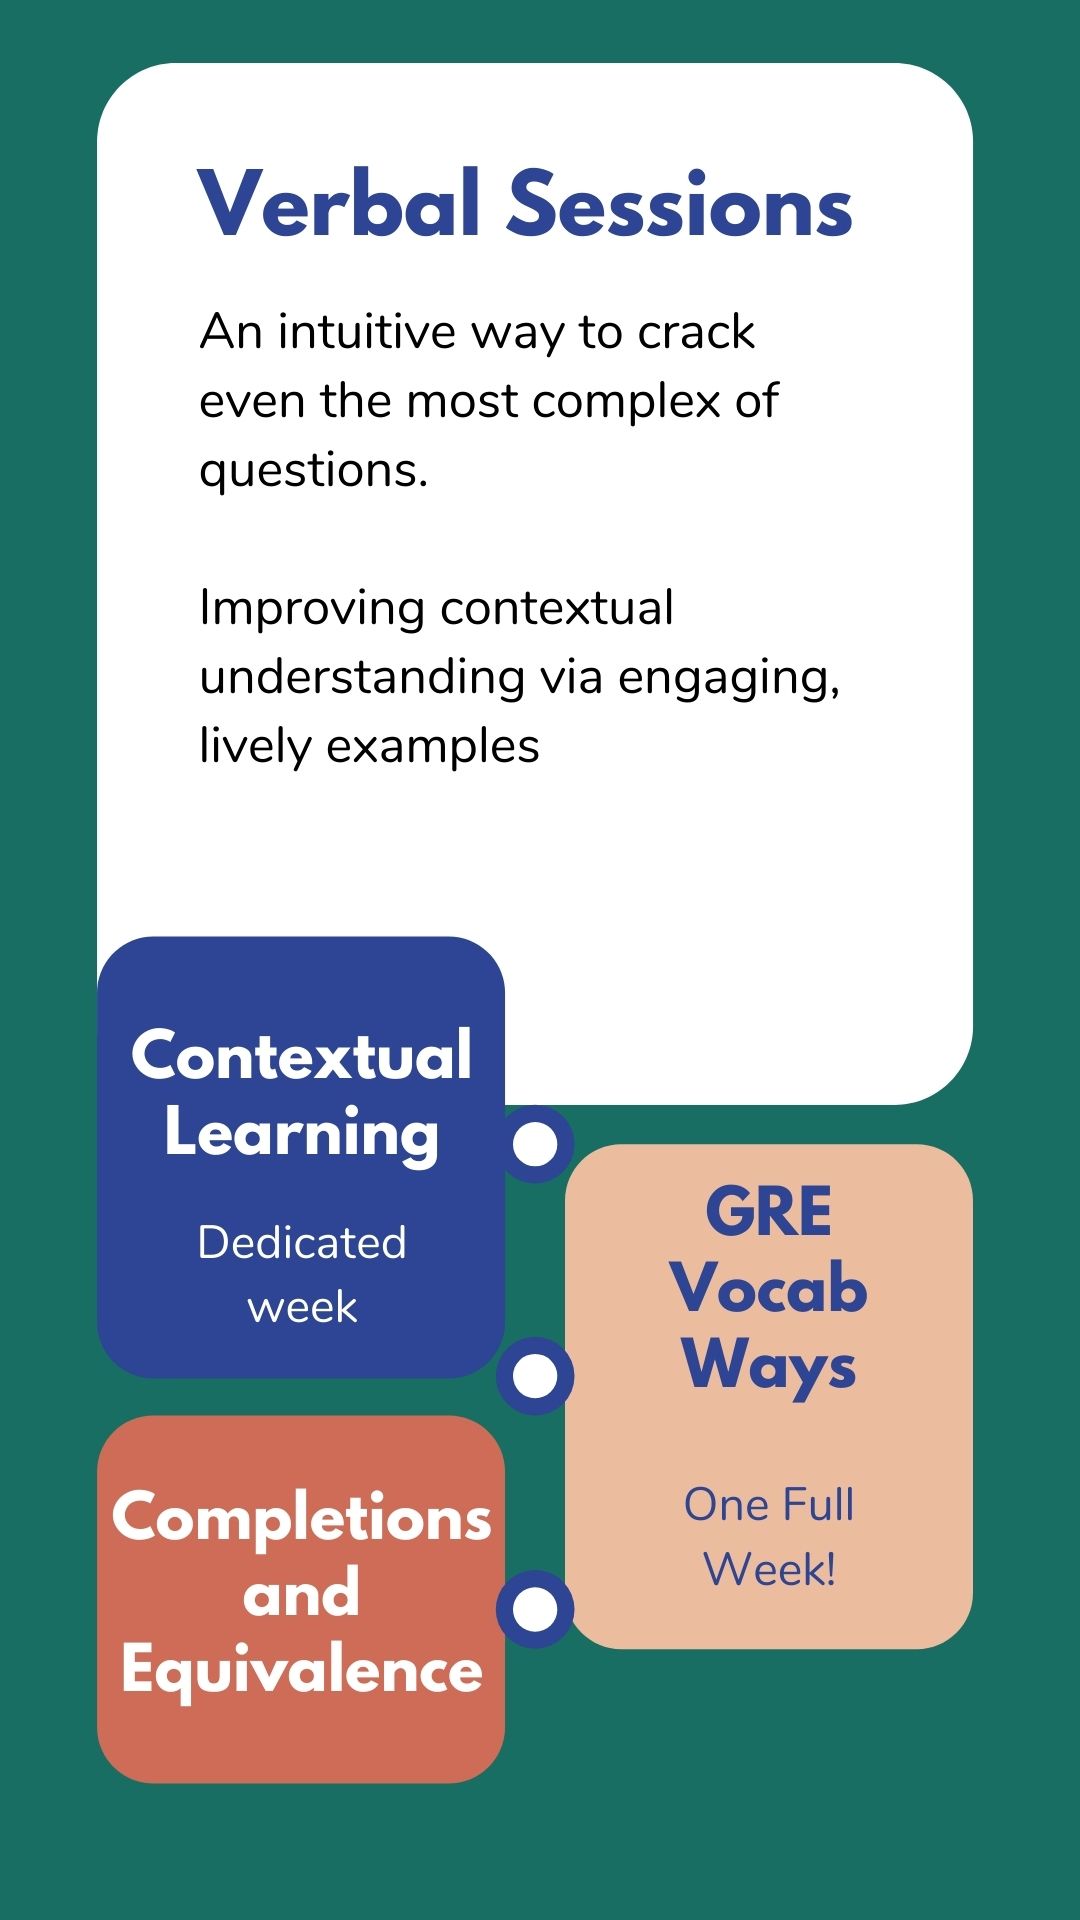 Verbal Sessions
An intuitive way to crack
even the most complex of
questions.
Improving contextual
understanding via engaging,
lively examples
Contextual
Learning
Dedicated
week
GRE
Vocab
Ways
One Full
Week!
Completions
and
Equivalence